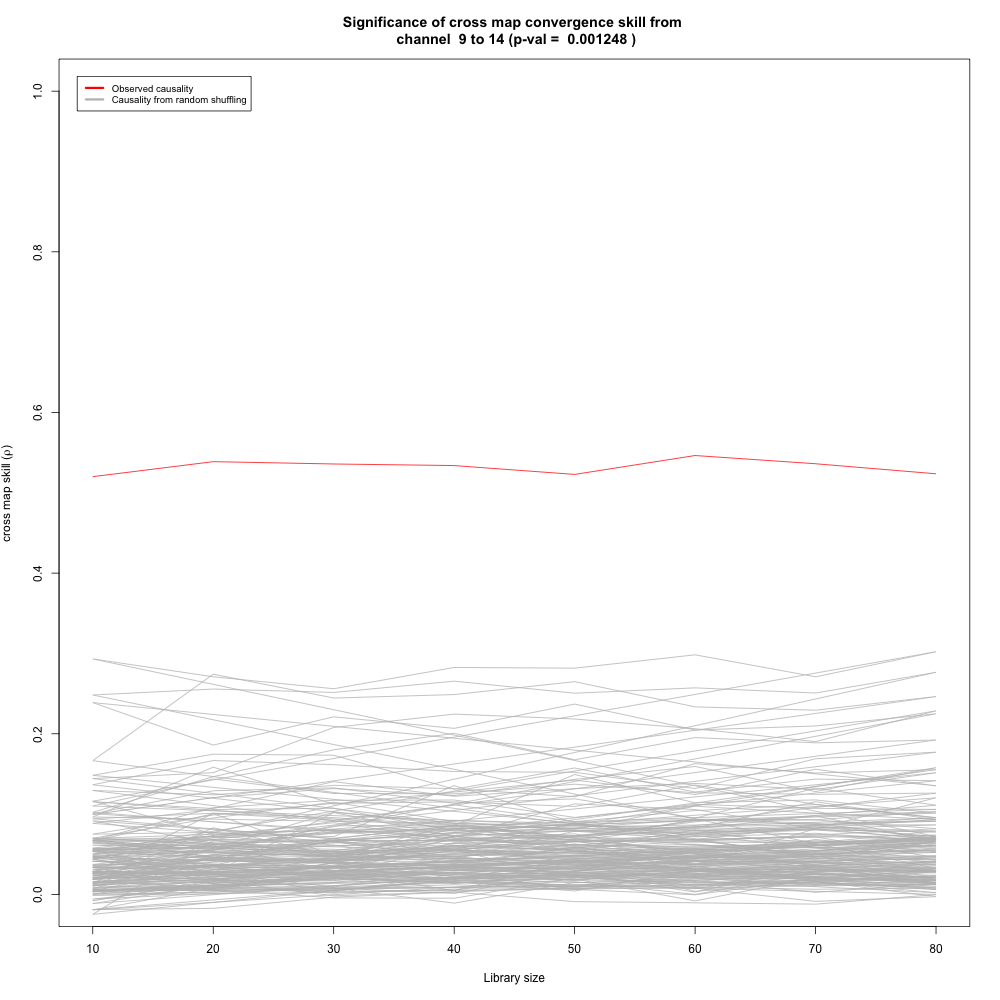 Significance of cross map convergence skill from
channel  9 to 14 (p-val =  0.001248 )
Observed causality
Causality from random shuffling
cross map skill (ρ)
1.0
0.8
0.6
0.4
0.2
0.0
10 20 30 40 50 60 70 80
Library size